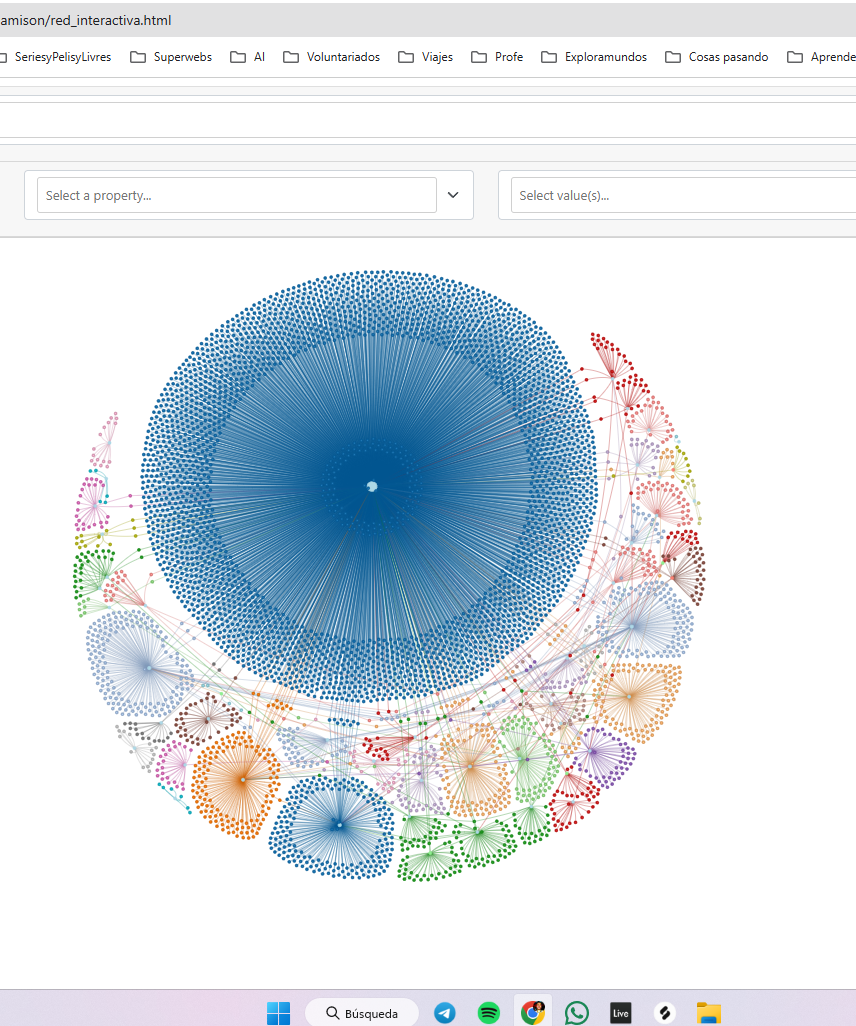 amison/red_interactiva.html
SeriesyPelisyLivres Superwebs AI Voluntariados Viajes Profe Exploramundos Cosas pasando Aprende
Select a property... Select value(s)...
Búsqueda Live